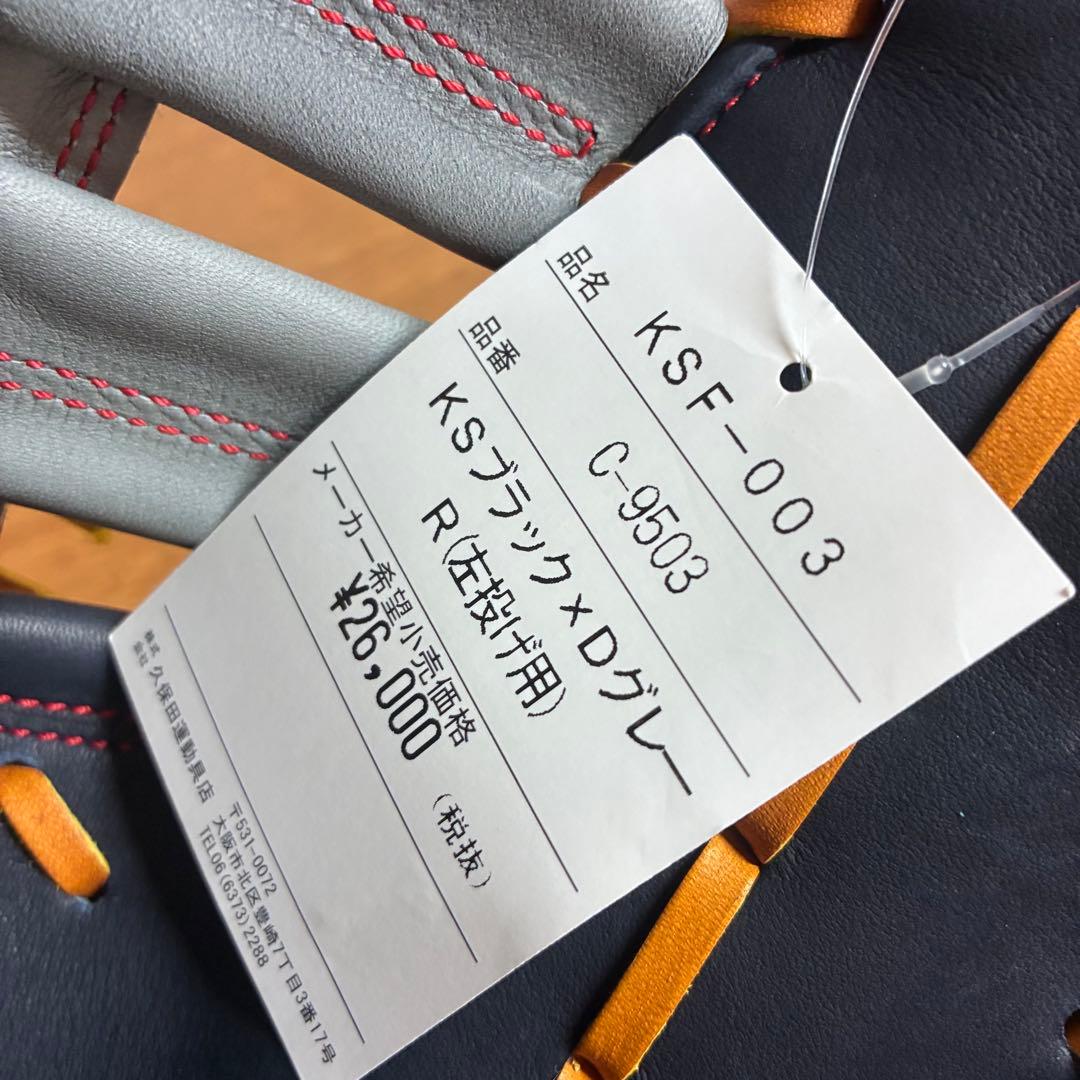 品名
KSF-003
品番
C-9503
KSブラック×Dグレー
R(左投げ用)
メーカー希望小売価格
¥26,000
(税抜)
株式会社 久保田運動具店
〒531-0072
大阪市北区豊崎7丁目3番17号
TEL06(6373)2288